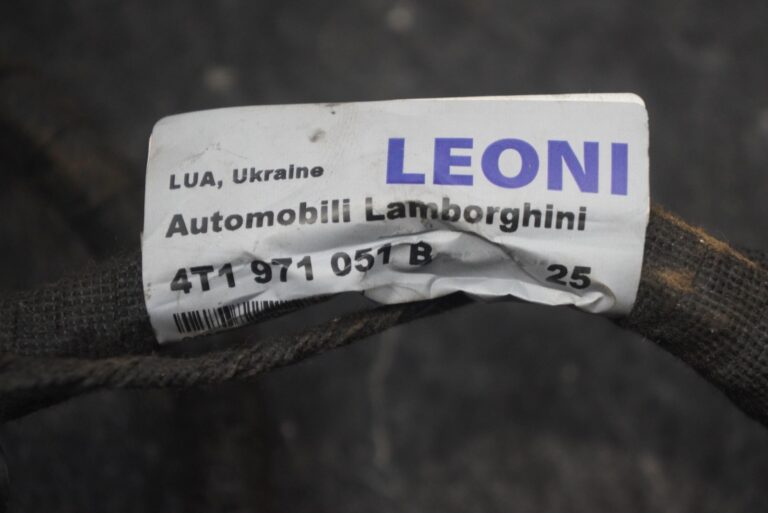 LEONI
LUA, Ukraine
Automobili Lamborghini
4T1 971 051 B 25